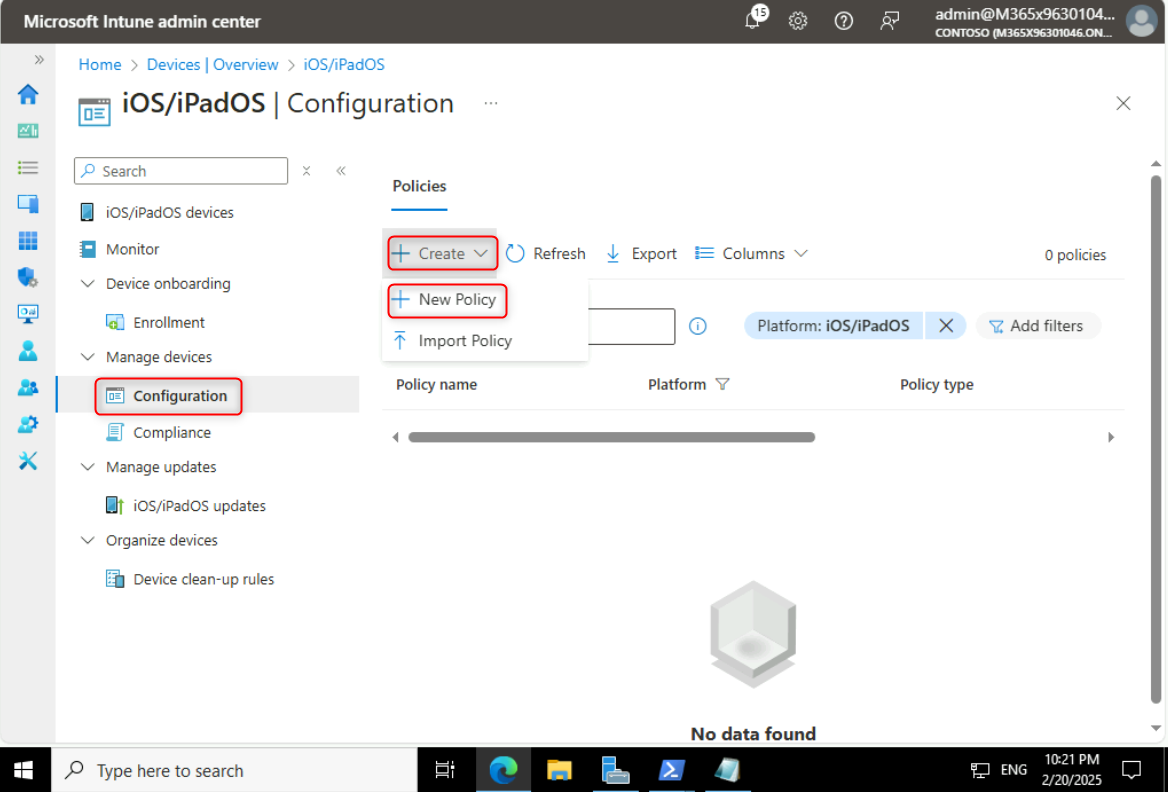 Microsoft Intune admin center
15
admin@M365x9630104...
CONTOSO (M365X96301046.ON...
Home > Devices | Overview > iOS/iPadOS
iOS/iPadOS | Configuration ...
Search
iOS/iPadOS devices
Monitor
Device onboarding
Enrollment
Manage devices
Configuration
Compliance
Manage updates
iOS/iPadOS updates
Organize devices
Device clean-up rules
Policies
Create Refresh Export Columns 0 policies
New Policy
Import Policy
Platform: iOS/iPadOS Add filters
Policy name Platform Policy type
No data found
Type here to search
ENG
10:21 PM
2/20/2025